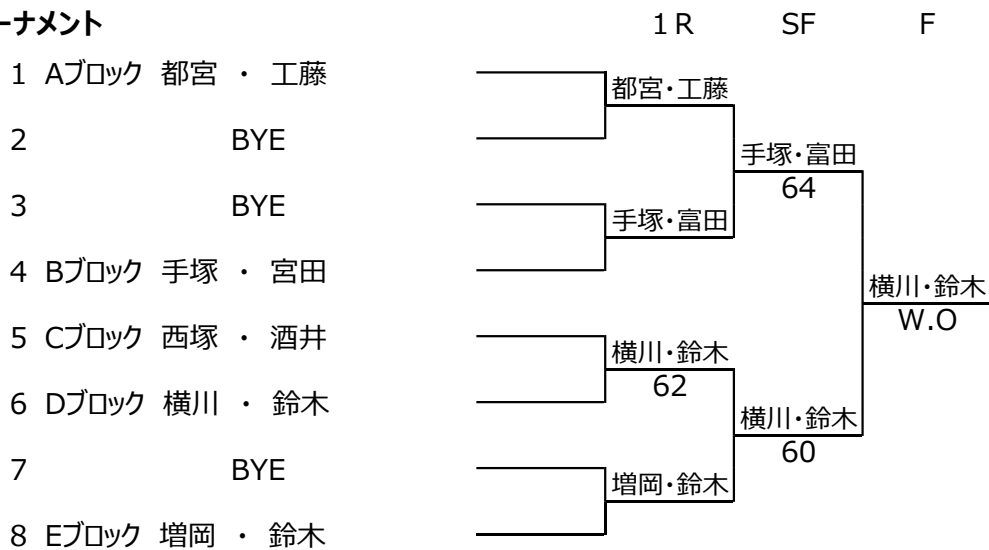 ーナメント
1R SF F
1 Aブロック 都宮 ・ 工藤
都宮・工藤
2 BYE
手塚・富田
64
3 BYE
手塚・富田
4 Bブロック 手塚 ・ 宮田
横川・鈴木
W.O
5 Cブロック 西塚 ・ 酒井
横川・鈴木
62
6 Dブロック 横川 ・ 鈴木
横川・鈴木
60
7 BYE
増岡・鈴木
8 Eブロック 増岡 ・ 鈴木